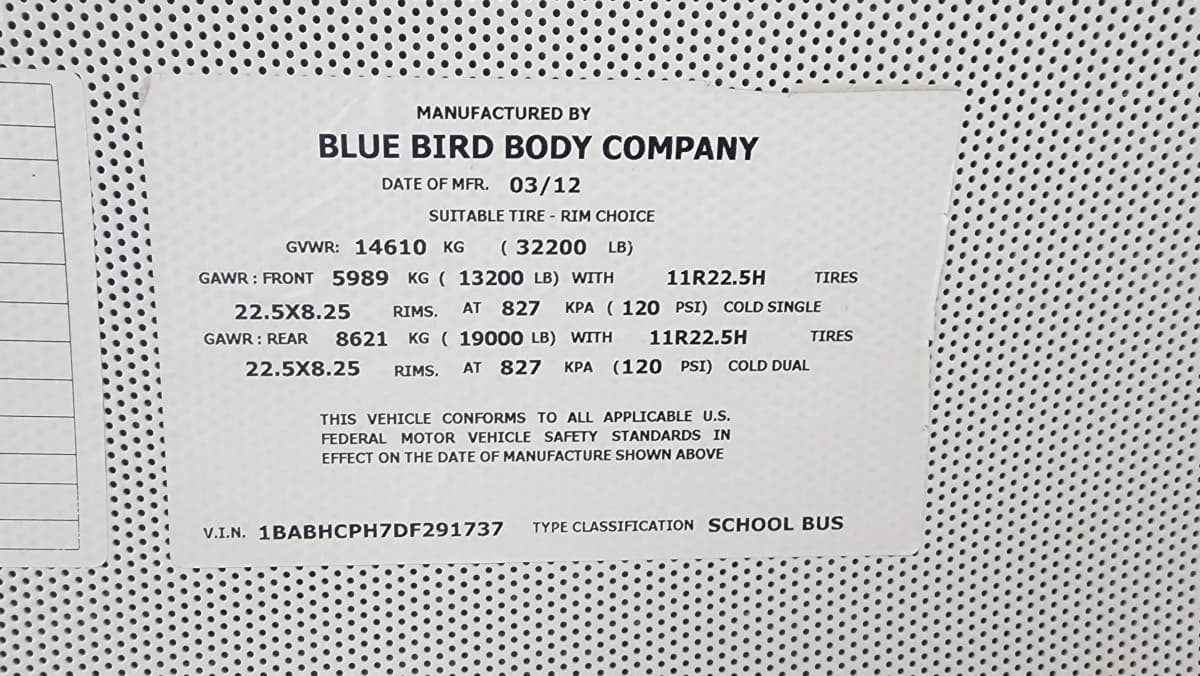 MANUFACTURED BY
BLUE BIRD BODY COMPANY
DATE OF MFR. 03/12
SUITABLE TIRE - RIM CHOICE
GVWR: 14610 KG ( 32200 LB)
GAWR : FRONT 5989 KG ( 13200 LB) WITH 11R22.5H TIRES
22.5X8.25 RIMS. AT 827 KPA ( 120 PSI) COLD SINGLE
GAWR : REAR 8621 KG ( 19000 LB) WITH 11R22.5H TIRES
22.5X8.25 RIMS. AT 827 KPA (120 PSI) COLD DUAL
THIS VEHICLE CONFORMS TO ALL APPLICABLE U.S.
FEDERAL MOTOR VEHICLE SAFETY STANDARDS IN
EFFECT ON THE DATE OF MANUFACTURE SHOWN ABOVE
V.I.N. 1BABHCPH7DF291737 TYPE CLASSIFICATION SCHOOL BUS